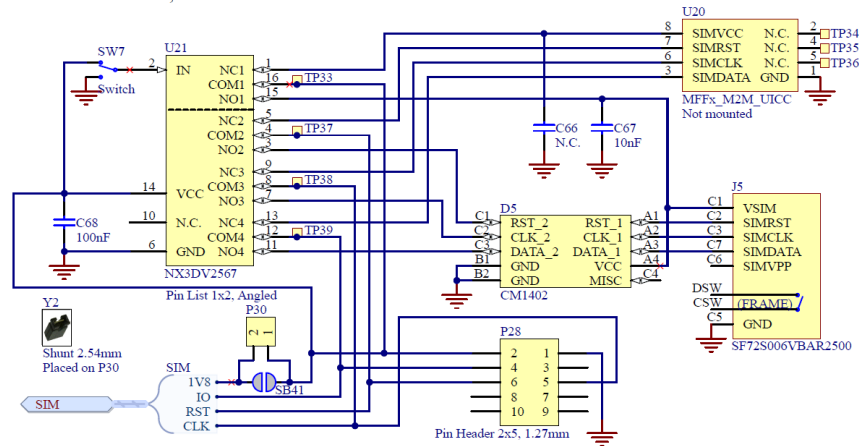 U20
8 SIMVCC N.C. 2 TP34
7 SIMRST N.C. 4 TP35
6 SIMCLK N.C. 5 TP36
3 SIMDATA GND 1
MFFx_M2M_UICC
Not mounted
SW7
Switch
U21
2 IN NC1 1
COM1 16 TP33
NO1 15
NC2 5
COM2 4 TP37
NO2 3
NC3 9
COM3 8 TP38
NO3 7
14 VCC
10 N.C. NC4 13
COM4 12 TP39
6 GND NO4 11
NX3DV2567
C68
100nF
C66
N.C.
C67
10nF
D5
C1 RST_2 RST_1 A1
C2 CLK_2 CLK_1 A2
C3 DATA_2 DATA_1 A3
B1 GND VCC A4
B2 GND MISC C4
CM1402
J5
C1 VSIM
C2 SIMRST
C3 SIMCLK
C7 SIMDATA
C6 SIMVPP
DSW
CSW (FRAME)
C5 GND
SF72S006VBAR2500
Pin List 1x2, Angled
P30
2 1
SB41
Y2
Shunt 2.54mm
Placed on P30
SIM
SIM
1V8
IO
RST
CLK
P28
2 1
4 3
6 5
8 7
10 9
Pin Header 2x5, 1.27mm